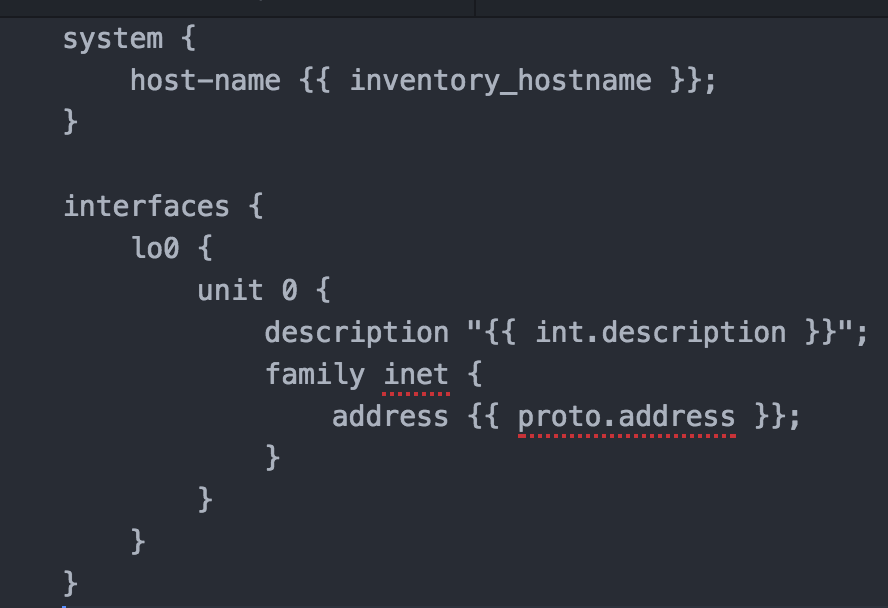 system {
    host-name {{ inventory_hostname }};
}

interfaces {
    lo0 {
        unit 0 {
            description "{{ int.description }}";
            family inet {
                address {{ proto.address }};
            }
        }
    }
}